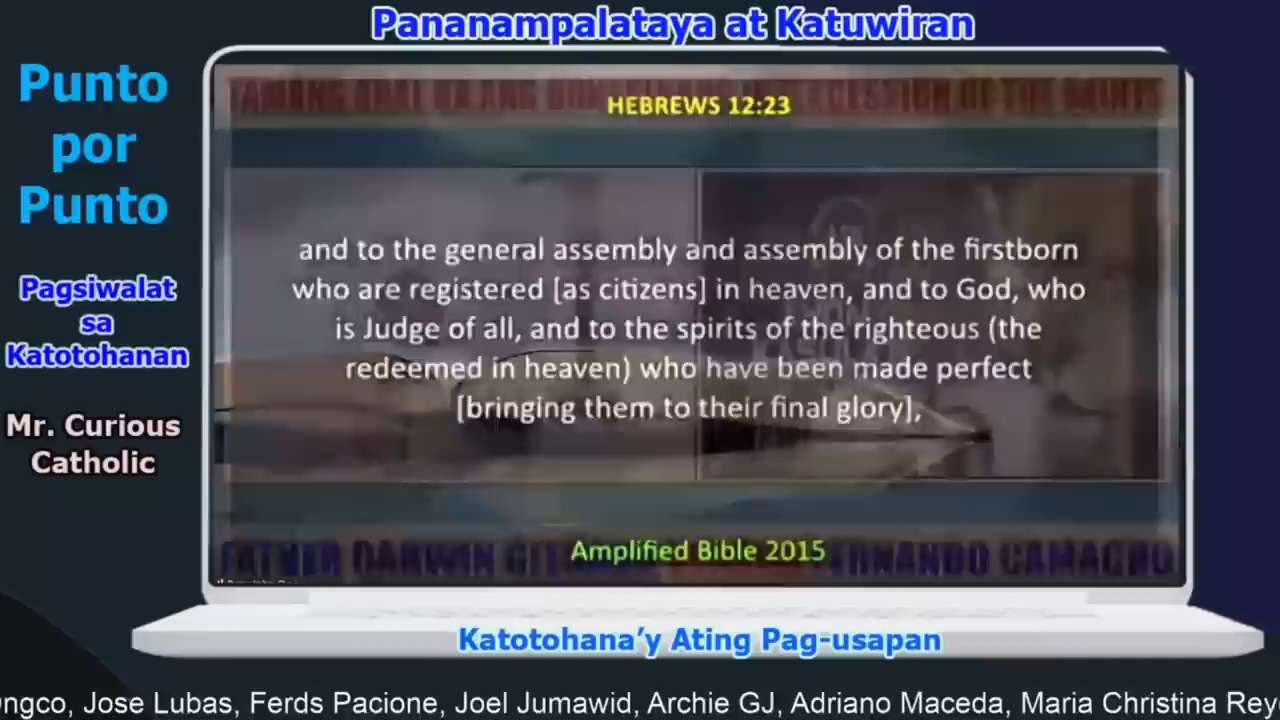 Pananampalataya at Katuwiran
Punto
por
Punto
Pagsiwalat
sa
Katotohanan
Mr. Curious
Catholic
HEBREWS 12:23
and to the general assembly and assembly of the firstborn
who are registered [as citizens] in heaven, and to God, who
is Judge of all, and to the spirits of the righteous (the
redeemed in heaven) who have been made perfect
[bringing them to their final glory],
Amplified Bible 2015
FATHER DARWIN
FERNANDO CAMACHO
Katotohana’y Ating Pag-usapan
Jose Lubas, Ferds Pacione, Joel Jumawid, Archie GJ, Adriano Maceda, Maria Christina